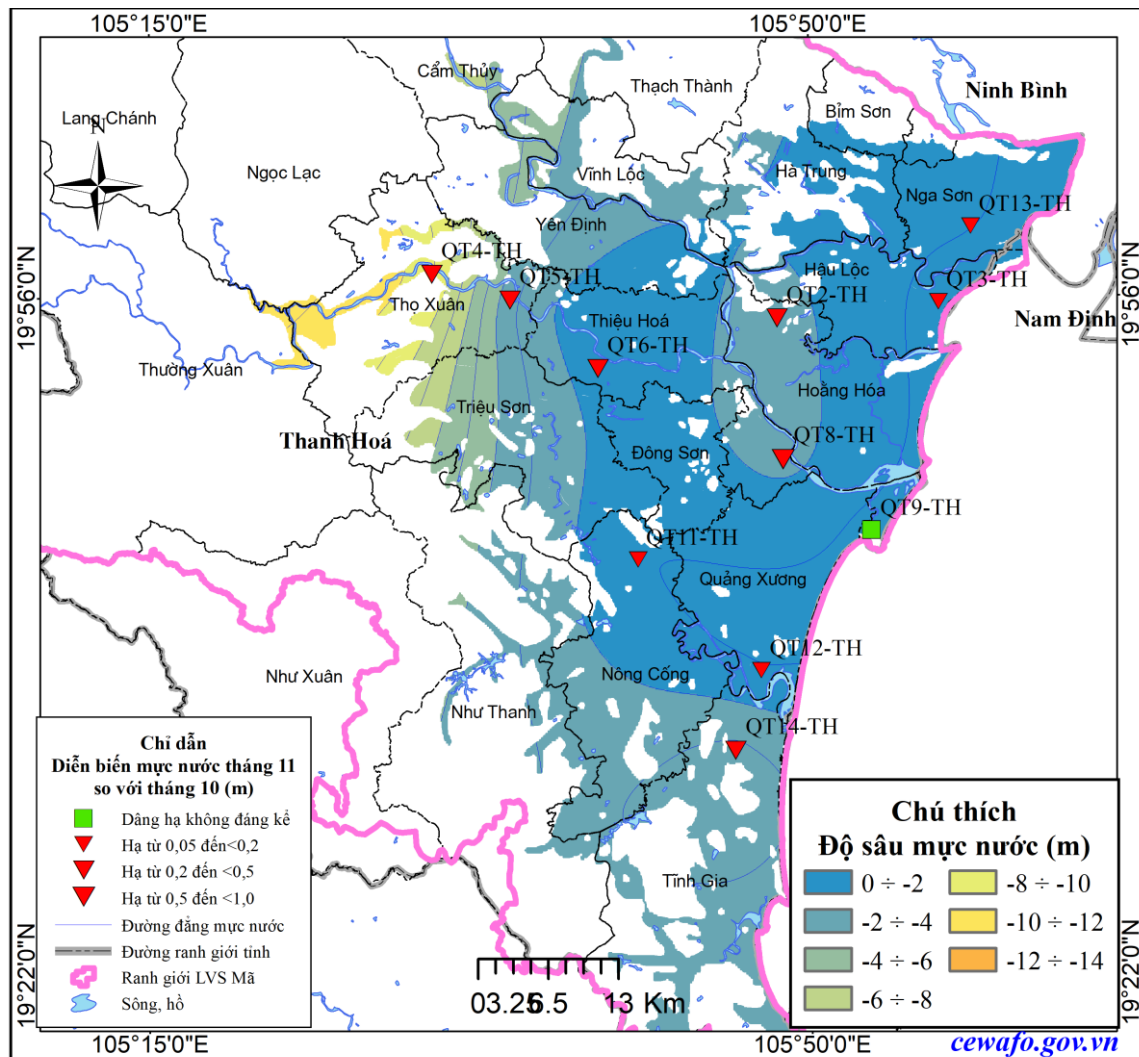 105°15'0"E
105°50'0"E
Cẩm Thủy
Thạch Thành
Ninh Bình
Bỉm Sơn
Lang Chánh
N
Ngọc Lạc
Vĩnh Lộc
Hà Trung
Nga Sơn
QT13-TH
Yên Định
QT4-TH
Hậu Lộc
QT5-TH
QT3-TH
19°56'0"N
19°56'0"N
Thọ Xuân
QT2-TH
Thiệu Hoá
Nam Định
QT6-TH
Thường Xuân
Hoằng Hóa
Triệu Sơn
Thanh Hoá
Đông Sơn
QT8-TH
QT9-TH
QT11-TH
Quảng Xương
QT12-TH
Nông Cống
Như Xuân
Như Thanh
QT14-TH
Tĩnh Gia
Chỉ dẫn
Diễn biến mực nước tháng 11
so với tháng 10 (m)
Dâng hạ không đáng kể
Hạ từ 0,05 đến<0,2
Hạ từ 0,2 đến <0,5
Hạ từ 0,5 đến <1,0
Đường đẳng mực nước
Đường ranh giới tỉnh
Ranh giới LVS Mã
Sông, hồ
Chú thích
Độ sâu mực nước (m)
0 ÷ -2
-2 ÷ -4
-4 ÷ -6
-6 ÷ -8
-8 ÷ -10
-10 ÷ -12
-12 ÷ -14
0
3.25
6.5
13 Km
19°22'0"N
19°22'0"N
105°15'0"E
105°50'0"E
cewafo.gov.vn